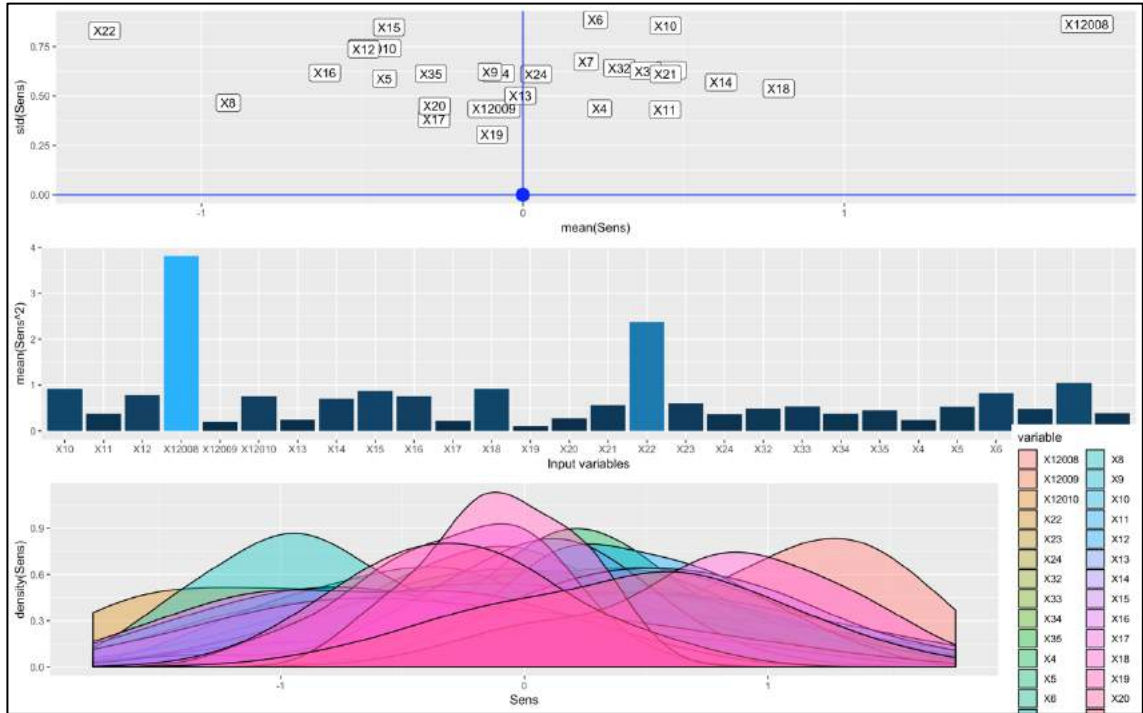 X6
X22
X15
X10
X12008
0.75
X12
010
X7
X16
X5
X35
X9
4
X24
X32
X3
X21
X14
X18
std(Sens)
0.50
X8
X20
X12009
X13
X4
X11
X17
X19
0.25
0.00
-1
0
1
mean(Sens)
4
3
mean(Sens^2)
2
1
0
X10 X11 X12 X12008 X12009 X12010 X13 X14 X15 X16 X17 X18 X19 X20 X21 X22 X23 X24 X32 X33 X34 X35 X4 X5 X6
Input variables
variable
X12008 X8
X12009 X9
X12010 X10
X22 X11
X23 X12
X24 X13
X32 X14
X33 X15
X34 X16
X35 X17
X4 X18
X5 X19
X6 X20
0.9
density(Sens)
0.6
0.3
0.0
-1
0
1
Sens